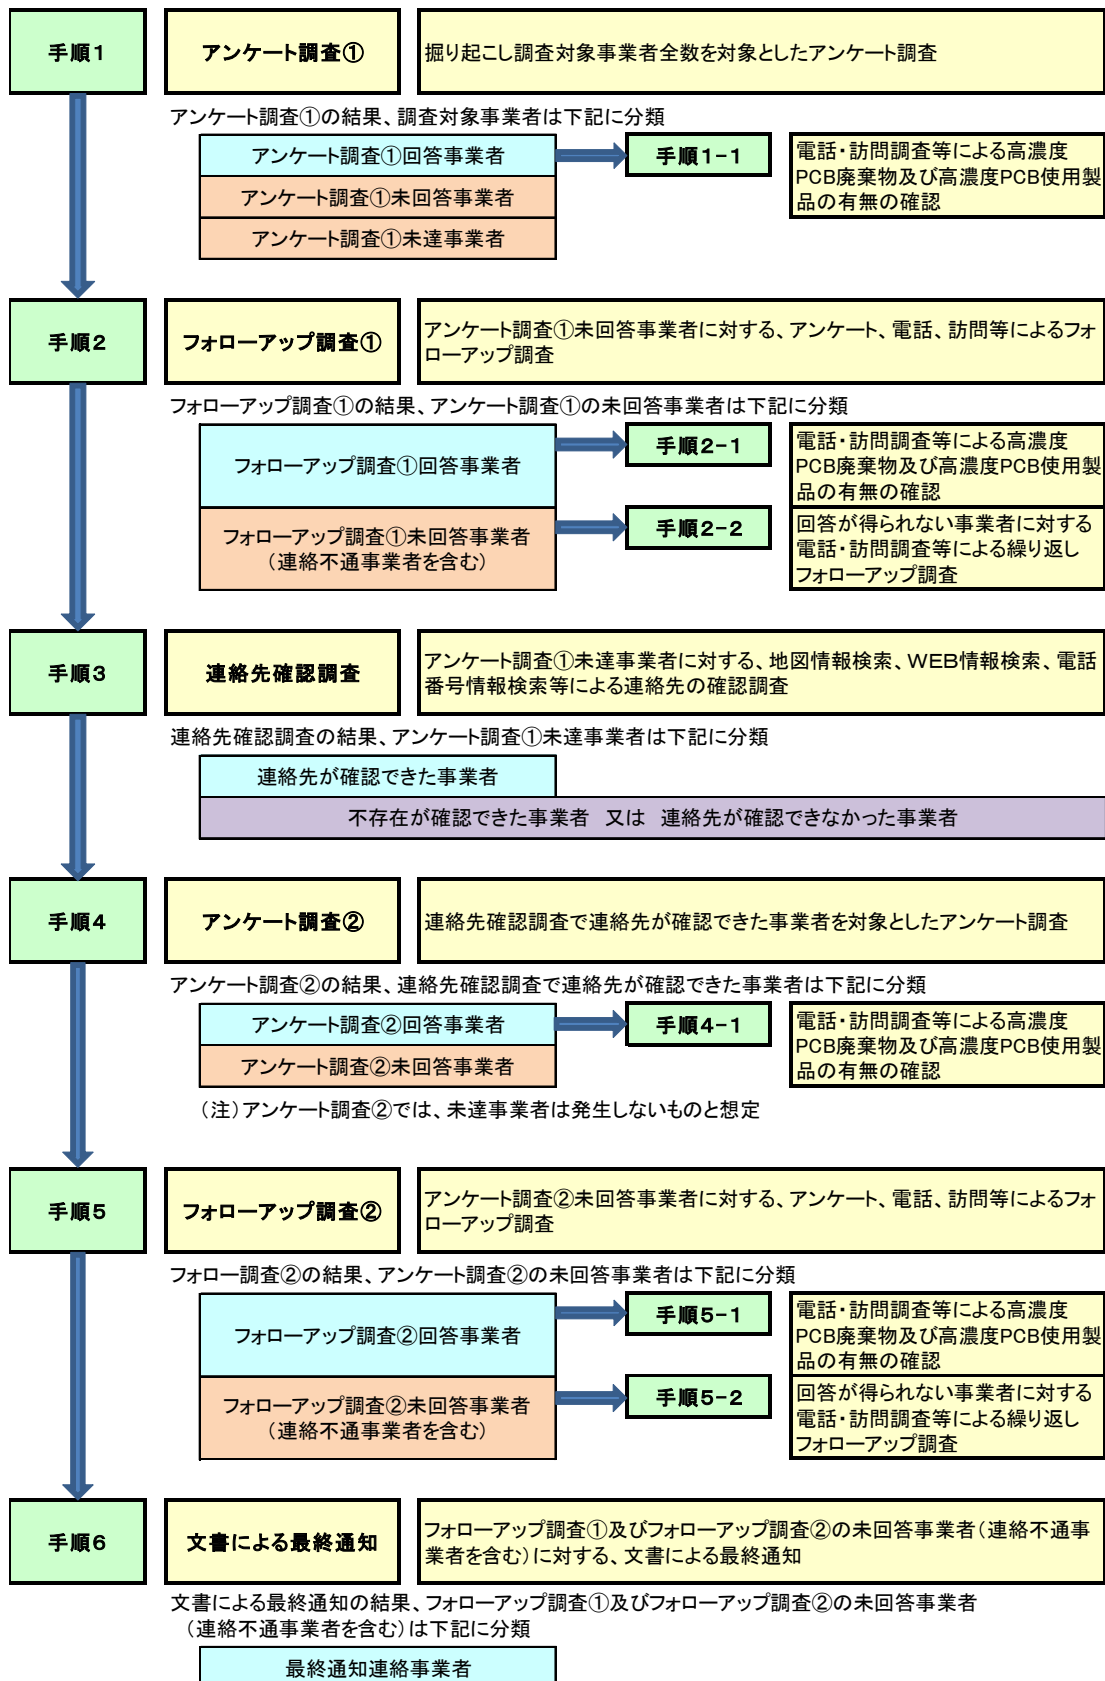 手順１
アンケート調査①
掘り起こし調査対象事業者全数を対象としたアンケート調査
アンケート調査①の結果、調査対象事業者は下記に分類
アンケート調査①回答事業者
手順１－１
電話・訪問調査等による高濃度
PCB廃棄物及び高濃度PCB使用製
品の有無の確認
アンケート調査①未回答事業者
アンケート調査①未達事業者
手順２
フォローアップ調査①
アンケート調査①未回答事業者に対する、アンケート、電話、訪問等によるフォ
ローアップ調査
フォローアップ調査①の結果、アンケート調査①の未回答事業者は下記に分類
フォローアップ調査①回答事業者
手順２－１
電話・訪問調査等による高濃度
PCB廃棄物及び高濃度PCB使用製
品の有無の確認
フォローアップ調査①未回答事業者
（連絡不通事業者を含む）
手順２－２
回答が得られない事業者に対する
電話・訪問調査等による繰り返し
フォローアップ調査
手順３
連絡先確認調査
アンケート調査①未達事業者に対する、地図情報検索、ＷＥＢ情報検索、電話
番号情報検索等による連絡先の確認調査
連絡先確認調査の結果、アンケート調査①未達事業者は下記に分類
連絡先が確認できた事業者
不存在が確認できた事業者　又は　連絡先が確認できなかった事業者
手順４
アンケート調査②
連絡先確認調査で連絡先が確認できた事業者を対象としたアンケート調査
アンケート調査②の結果、連絡先確認調査で連絡先が確認できた事業者は下記に分類
アンケート調査②回答事業者
手順４－１
電話・訪問調査等による高濃度
PCB廃棄物及び高濃度PCB使用製
品の有無の確認
アンケート調査②未回答事業者
（注）アンケート調査②では、未達事業者は発生しないものと想定
手順５
フォローアップ調査②
アンケート調査②未回答事業者に対する、アンケート、電話、訪問等によるフォ
ローアップ調査
フォロー調査②の結果、アンケート調査②の未回答事業者は下記に分類
フォローアップ調査②回答事業者
手順５－１
電話・訪問調査等による高濃度
PCB廃棄物及び高濃度PCB使用製
品の有無の確認
フォローアップ調査②未回答事業者
（連絡不通事業者を含む）
手順５－２
回答が得られない事業者に対する
電話・訪問調査等による繰り返し
フォローアップ調査
手順６
文書による最終通知
フォローアップ調査①及びフォローアップ調査②の未回答事業者（連絡不通事
業者を含む）に対する、文書による最終通知
文書による最終通知の結果、フォローアップ調査①及びフォローアップ調査②の未回答事業者
（連絡不通事業者を含む）は下記に分類
最終通知連絡事業者